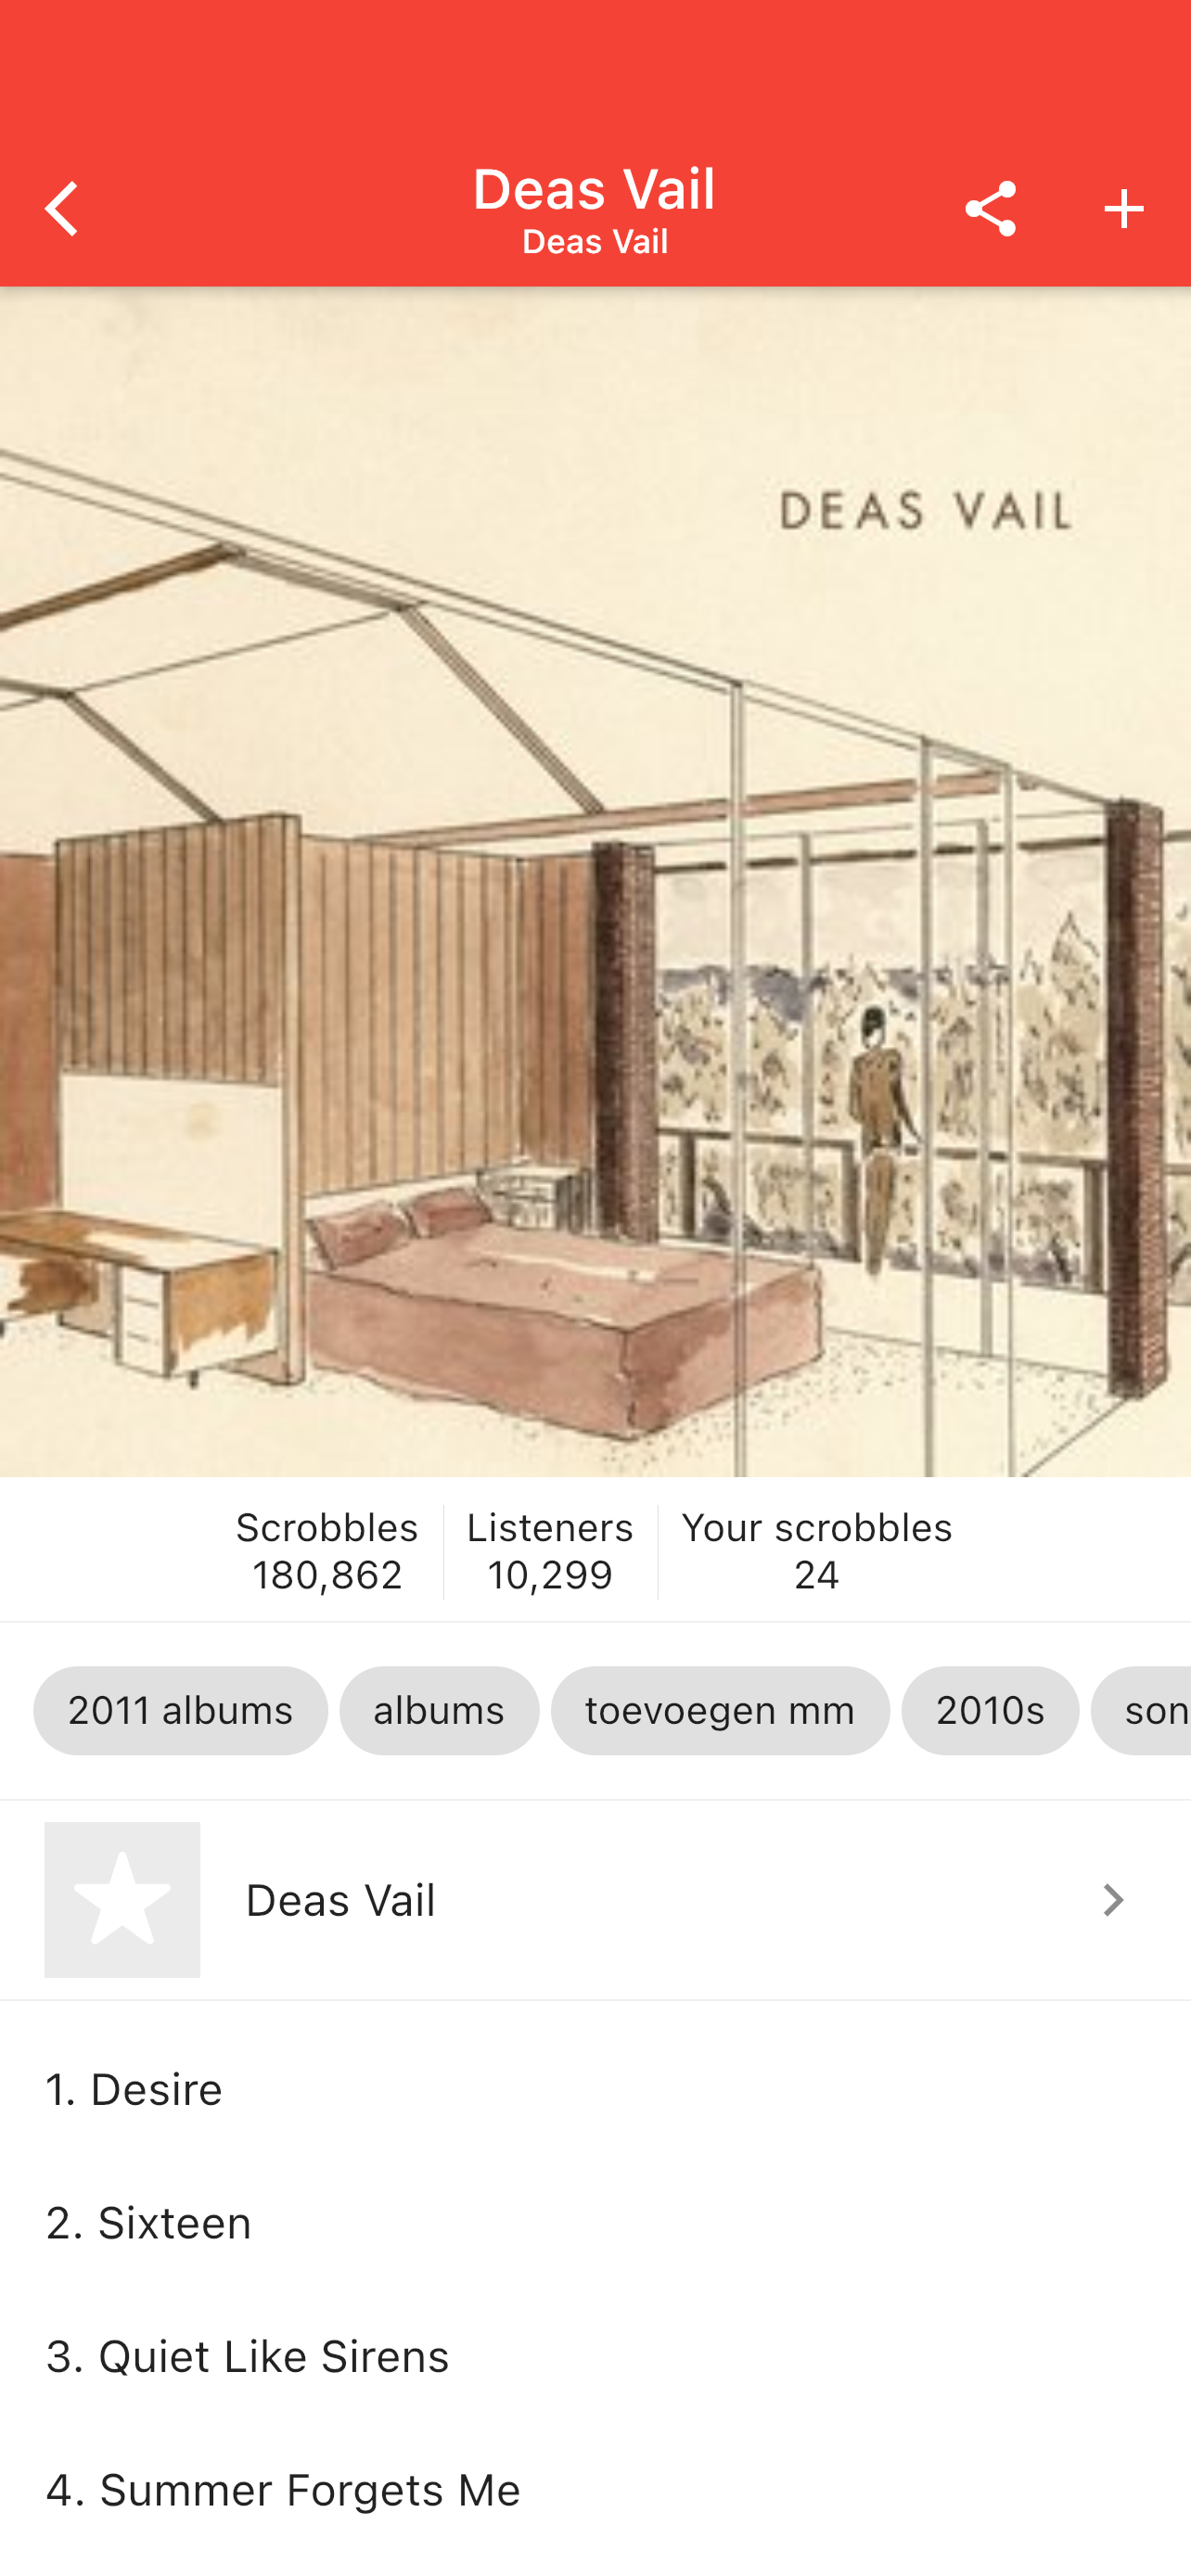 Deas Vail
Deas Vail
DEAS VAIL
Scrobbles
180,862
Listeners
10,299
Your scrobbles
24
2011 albums
albums
toevoegen mm
2010s
son
Deas Vail
1. Desire
2. Sixteen
3. Quiet Like Sirens
4. Summer Forgets Me